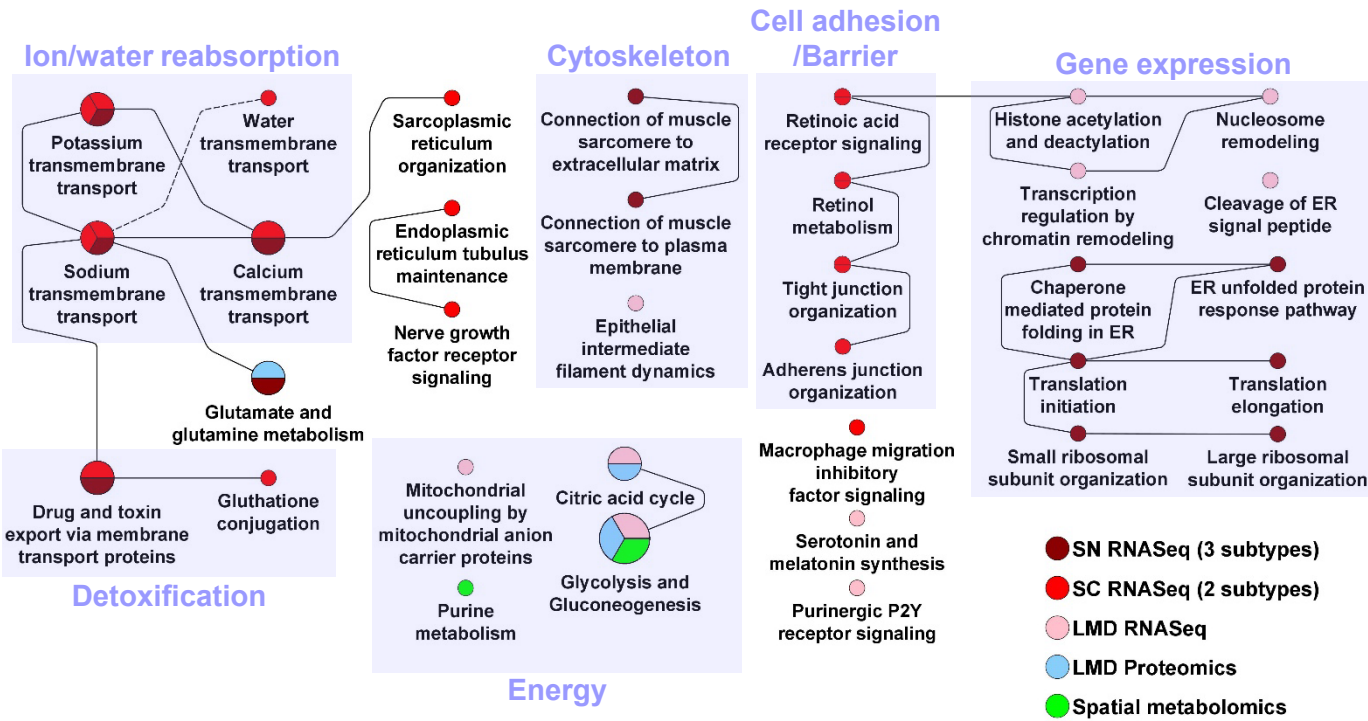 Ion/water reabsorption
Potassium
transmembrane
transport
Water
transmembrane
transport
Sodium
transmembrane
transport
Calcium
transmembrane
transport
Glutamate and
glutamine metabolism
Drug and toxin
export via membrane
transport proteins
Gluthatione
conjugation
Detoxification
Sarcoplasmic
reticulum
organization
Endoplasmic
reticulum tubulus
maintenance
Nerve growth
factor receptor
signaling
Cytoskeleton
Connection of muscle
sarcomere to
extracellular matrix
Connection of muscle
sarcomere to plasma
membrane
Epithelial
intermediate
filament dynamics
Mitochondrial
uncoupling by
mitochondrial anion
carrier proteins
Purine
metabolism
Citric acid cycle
Glycolysis and
Gluconeogenesis
Energy
Cell adhesion
/Barrier
Retinoic acid
receptor signaling
Retinol
metabolism
Tight junction
organization
Adherens junction
organization
Macrophage migration
inhibitory
factor signaling
Serotonin and
melatonin synthesis
Purinergic P2Y
receptor signaling
Gene expression
Histone acetylation
and deactylation
Nucleosome
remodeling
Transcription
regulation by
chromatin remodeling
Cleavage of ER
signal peptide
Chaperone
mediated protein
folding in ER
ER unfolded protein
response pathway
Translation
initiation
Translation
elongation
Small ribosomal
subunit organization
Large ribosomal
subunit organization
SN RNASeq (3 subtypes)
SC RNASeq (2 subtypes)
LMD RNASeq
LMD Proteomics
Spatial metabolomics